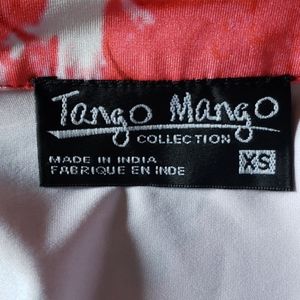 Tango Mango
COLLECTION
MADE IN INDIA
FABRIQUE EN INDE
XS